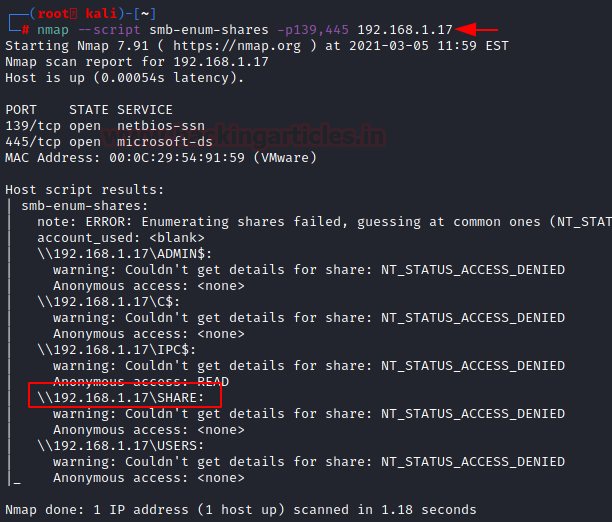 (root💀 kali)-[~]
# nmap --script smb-enum-shares -p139,445 192.168.1.17
Starting Nmap 7.91 ( https://nmap.org ) at 2021-03-05 11:59 EST
Nmap scan report for 192.168.1.17
Host is up (0.00054s latency).

PORT    STATE SERVICE
139/tcp open  netbios-ssn
445/tcp open  microsoft-ds
MAC Address: 00:0C:29:54:91:59 (VMware)

Host script results:
| smb-enum-shares:
|   note: ERROR: Enumerating shares failed, guessing at common ones (NT_STAT
|   account_used: <blank>
|   \\192.168.1.17\ADMIN$:
|     warning: Couldn't get details for share: NT_STATUS_ACCESS_DENIED
|     Anonymous access: <none>
|   \\192.168.1.17\C$:
|     warning: Couldn't get details for share: NT_STATUS_ACCESS_DENIED
|     Anonymous access: <none>
|   \\192.168.1.17\IPC$:
|     warning: Couldn't get details for share: NT_STATUS_ACCESS_DENIED
|     Anonymous access: READ
|   \\192.168.1.17\SHARE:
|     warning: Couldn't get details for share: NT_STATUS_ACCESS_DENIED
|     Anonymous access: <none>
|   \\192.168.1.17\USERS:
|     warning: Couldn't get details for share: NT_STATUS_ACCESS_DENIED
|_    Anonymous access: <none>

Nmap done: 1 IP address (1 host up) scanned in 1.18 seconds